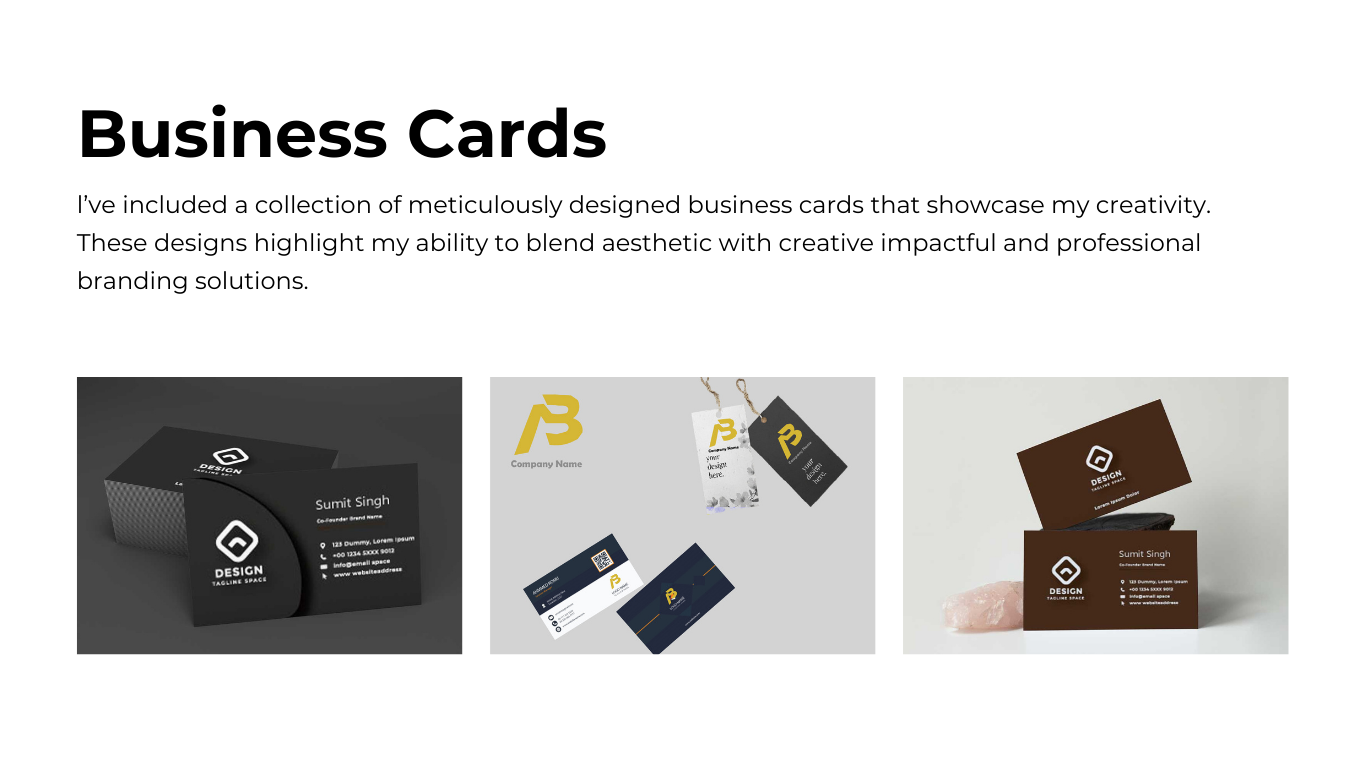 Business Cards
I've included a collection of meticulously designed business cards that showcase my creativity.
These designs highlight my ability to blend aesthetic with creative impactful and professional
branding solutions.
DESIGN
TAGLINE SPACE
Sumit Singh
Co-Founder Brand Name
123 Dummy, Lorem Ipsum
+00 1234 5XXX 9012
info@email space
www websiteaddress
DESIGN
TAGLINE SPACE
Company Name
Company Name
your
design
here.
Company Name
your
design
here.
DESIGN
TAGLINE SPACE
Lorem Ipsum Dolor
DESIGN
TAGLINE SPACE
Sumit Singh
Co-Founder Brand Name
123 Dummy, Lorem Ipsum
+00 1234 5XXX 9012
info@email space
www websiteaddress